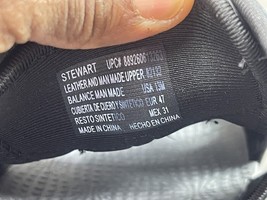 STEWART UPC# 8892606
LEATHER AND MAN MADE UPPER
BALANCE MAN MADE USA 13M
CUBIERTA DE CUERO Y SINTETICO EUR 47
RESTO SINTETICO MEX 31
MADE IN CHINA HECHO EN CHINA